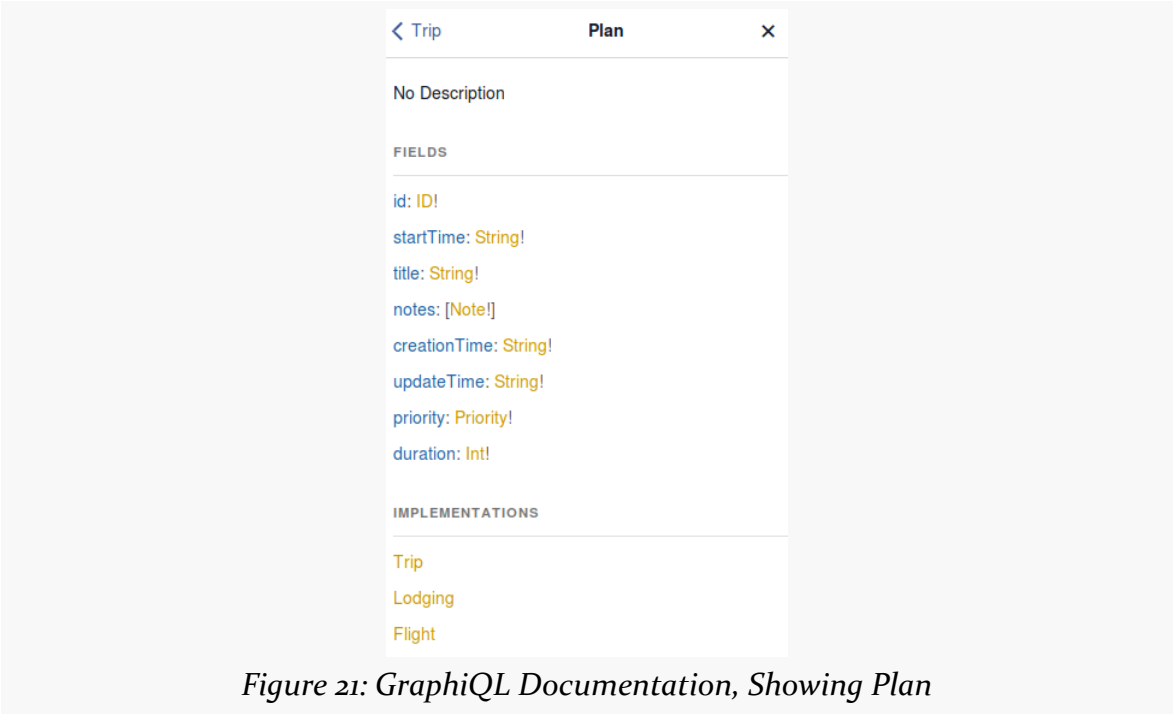 Trip Plan ×
No Description
FIELDS
id: ID!
startTime: String!
title: String!
notes: [Note!]
creationTime: String!
updateTime: String!
priority: Priority!
duration: Int!
IMPLEMENTATIONS
Trip
Lodging
Flight
Figure 21: GraphiQL Documentation, Showing Plan